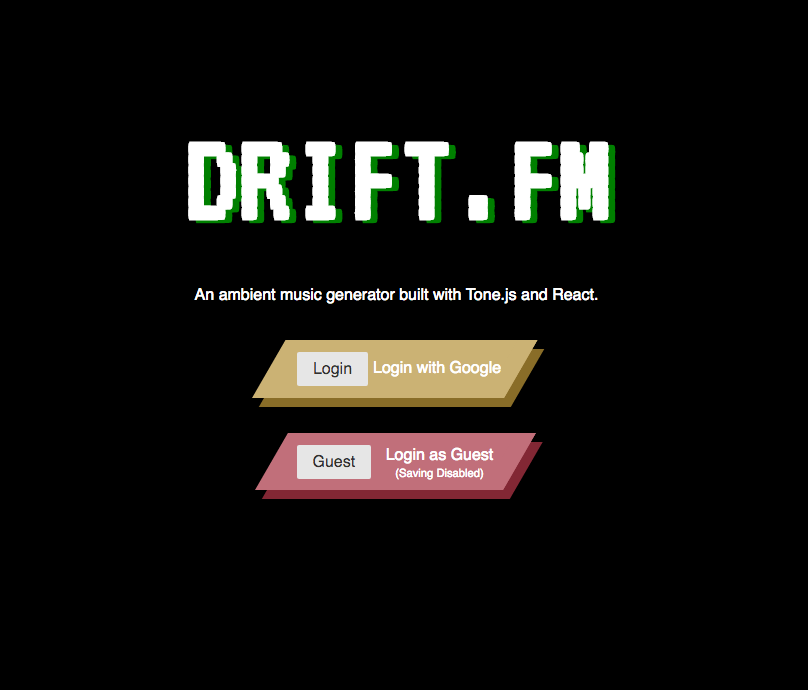 DRIFT.FM
An ambient music generator built with Tone.js and React.
Login Login with Google
Guest Login as Guest
(Saving Disabled)